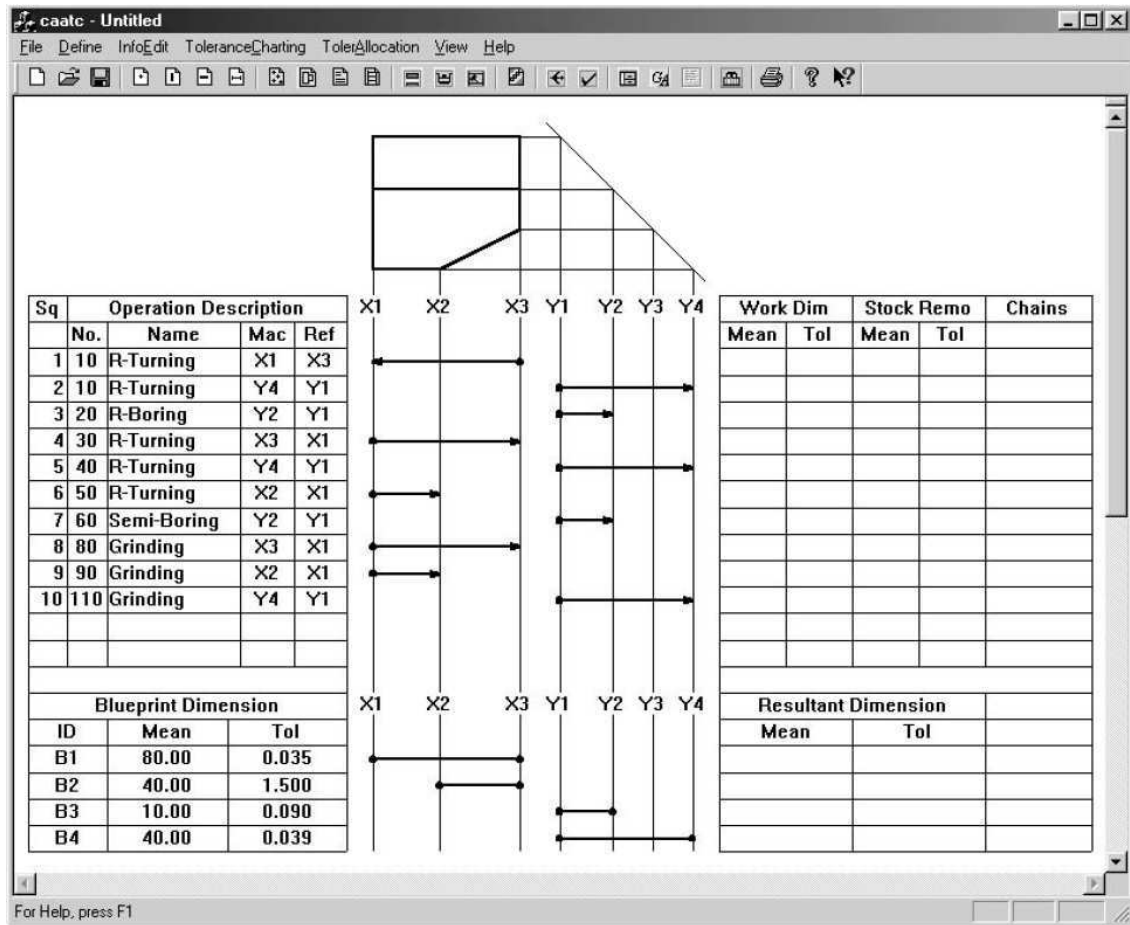 caatc - Untitled
File Define InfoEdit ToleranceCharting TolerAllocation View Help
GA
X1 X2 X3 Y1 Y2 Y3 Y4
Sq Operation Description Work Dim Stock Remo Chains
No. Name Mac Ref Mean Tol Mean Tol
1 10 R-Turning X1 X3
2 10 R-Turning Y4 Y1
3 20 R-Boring Y2 Y1
4 30 R-Turning X3 X1
5 40 R-Turning Y4 Y1
6 50 R-Turning X2 X1
7 60 Semi-Boring Y2 Y1
8 80 Grinding X3 X1
9 90 Grinding X2 X1
10 110 Grinding Y4 Y1
Blueprint Dimension X1 X2 X3 Y1 Y2 Y3 Y4 Resultant Dimension
ID Mean Tol Mean Tol
B1 80.00 0.035
B2 40.00 1.500
B3 10.00 0.090
B4 40.00 0.039
For Help, press F1